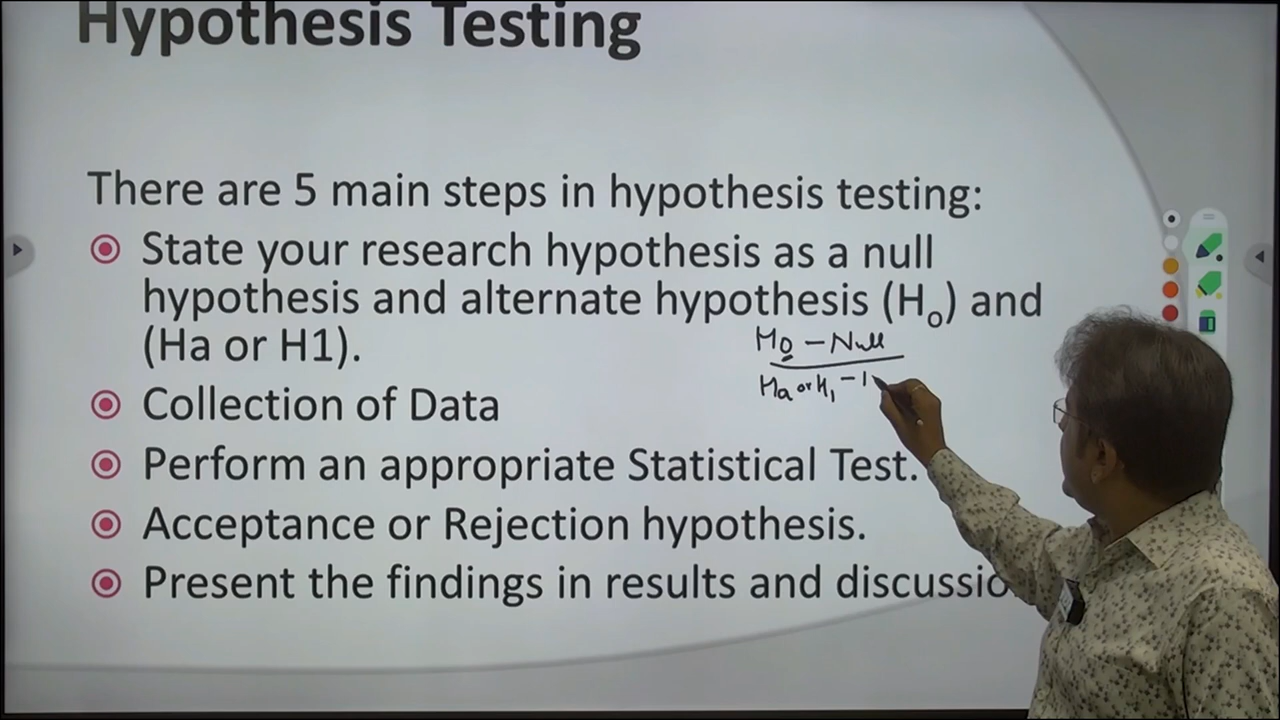 Hypothesis Testing
There are 5 main steps in hypothesis testing:
State your research hypothesis as a null
hypothesis and alternate hypothesis (Ho) and
(Ha or H1).
H0 – Null
Ha or H1 –
Collection of Data
Perform an appropriate Statistical Test.
Acceptance or Rejection hypothesis.
Present the findings in results and discussio